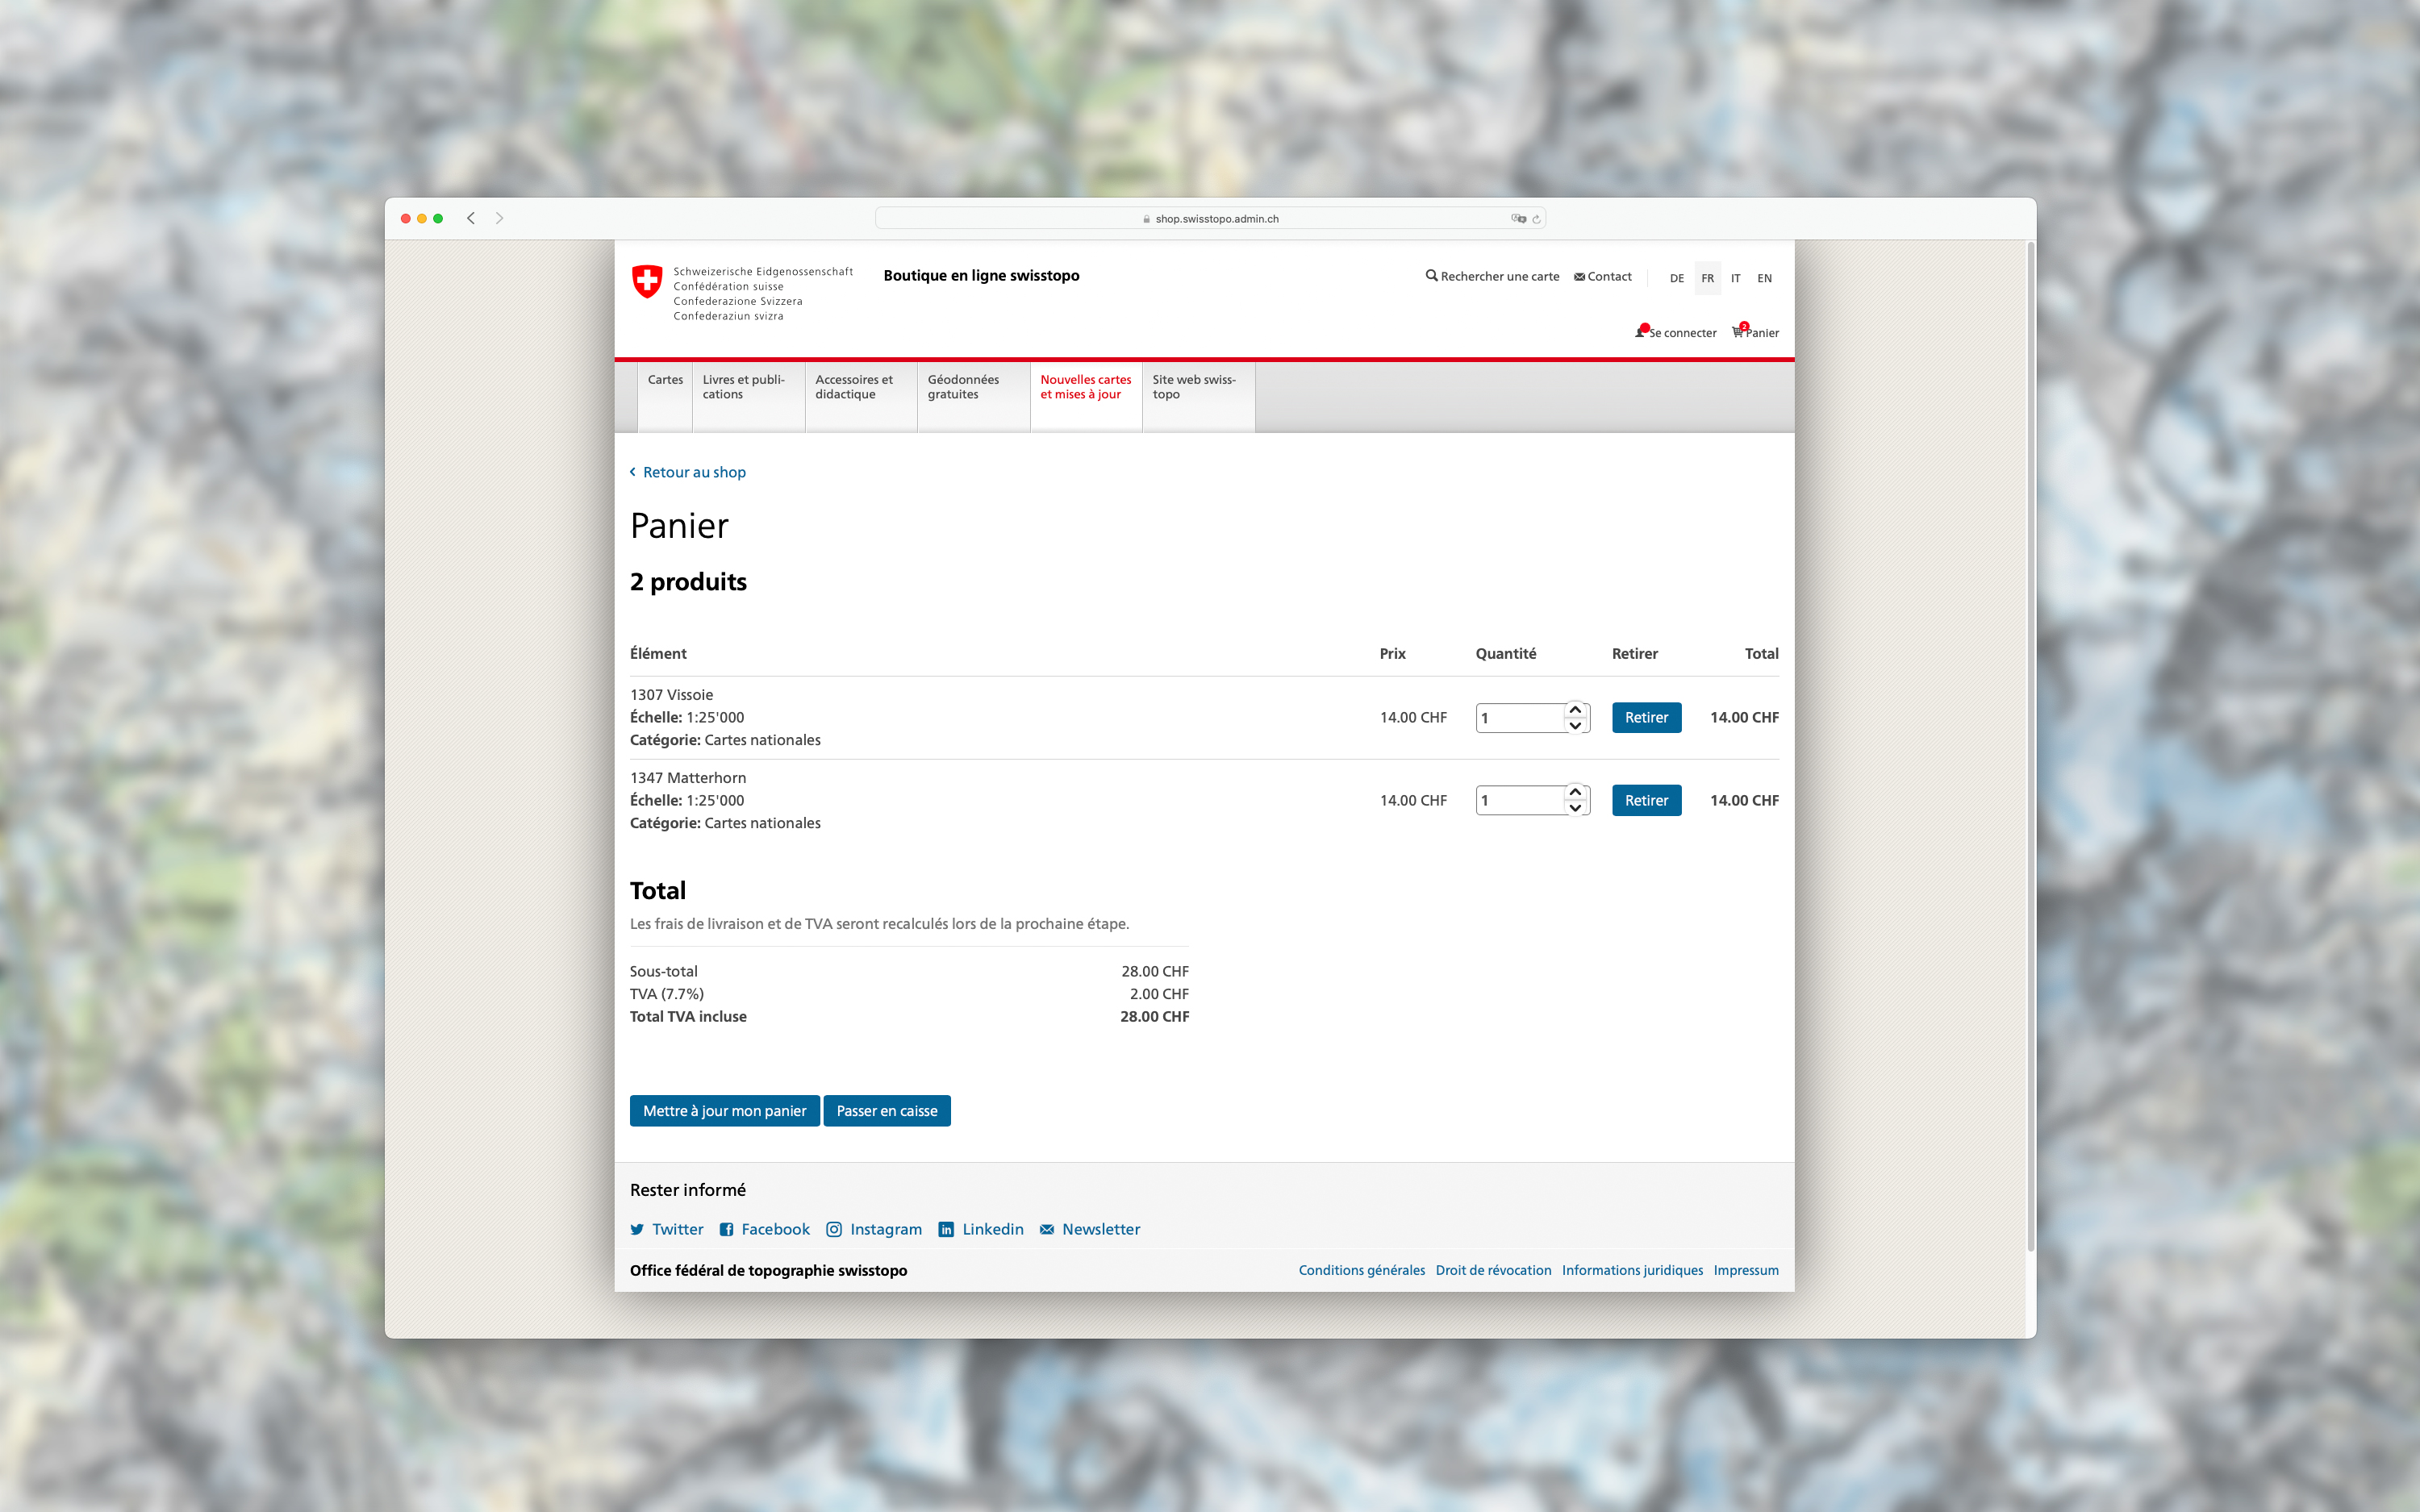 shop.swisstopo.admin.ch
Schweizerische Eidgenossenschaft
Confédération suisse
Confederazione Svizzera
Confederaziun svizra
Boutique en ligne swisstopo
Rechercher une carte Contact DE FR IT EN
Se connecter 2 Panier
Cartes
Livres et publi-
cations
Accessoires et
didactique
Géodonnées
gratuites
Nouvelles cartes
et mises à jour
Site web swiss-
topo
Retour au shop
Panier
2 produits
Élément Prix Quantité Retirer Total
1307 Vissoie
Échelle: 1:25'000 14.00 CHF 1 Retirer 14.00 CHF
Catégorie: Cartes nationales
1347 Matterhorn
Échelle: 1:25'000 14.00 CHF 1 Retirer 14.00 CHF
Catégorie: Cartes nationales
Total
Les frais de livraison et de TVA seront recalculés lors de la prochaine étape.
Sous-total 28.00 CHF
TVA (7.7%) 2.00 CHF
Total TVA incluse 28.00 CHF
Mettre à jour mon panier Passer en caisse
Rester informé
Twitter Facebook Instagram Linkedin Newsletter
Office fédéral de topographie swisstopo Conditions générales Droit de révocation Informations juridiques Impressum